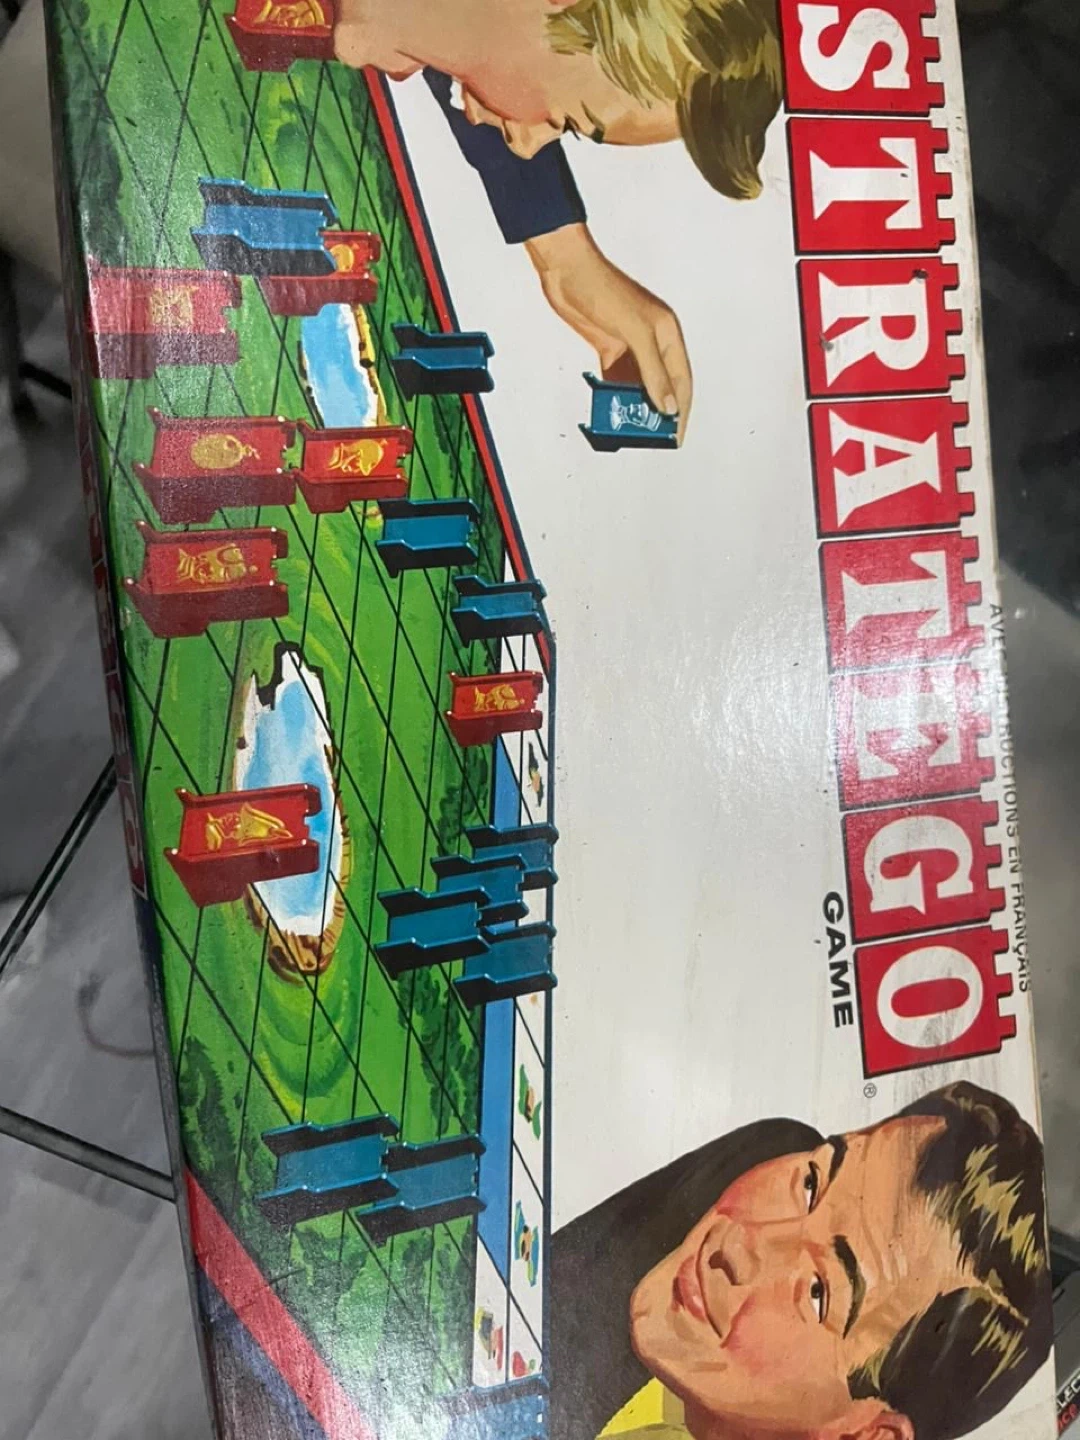 AVEC INSTRUCTIONS EN FRANÇAIS
STRATEGO
GAME
®